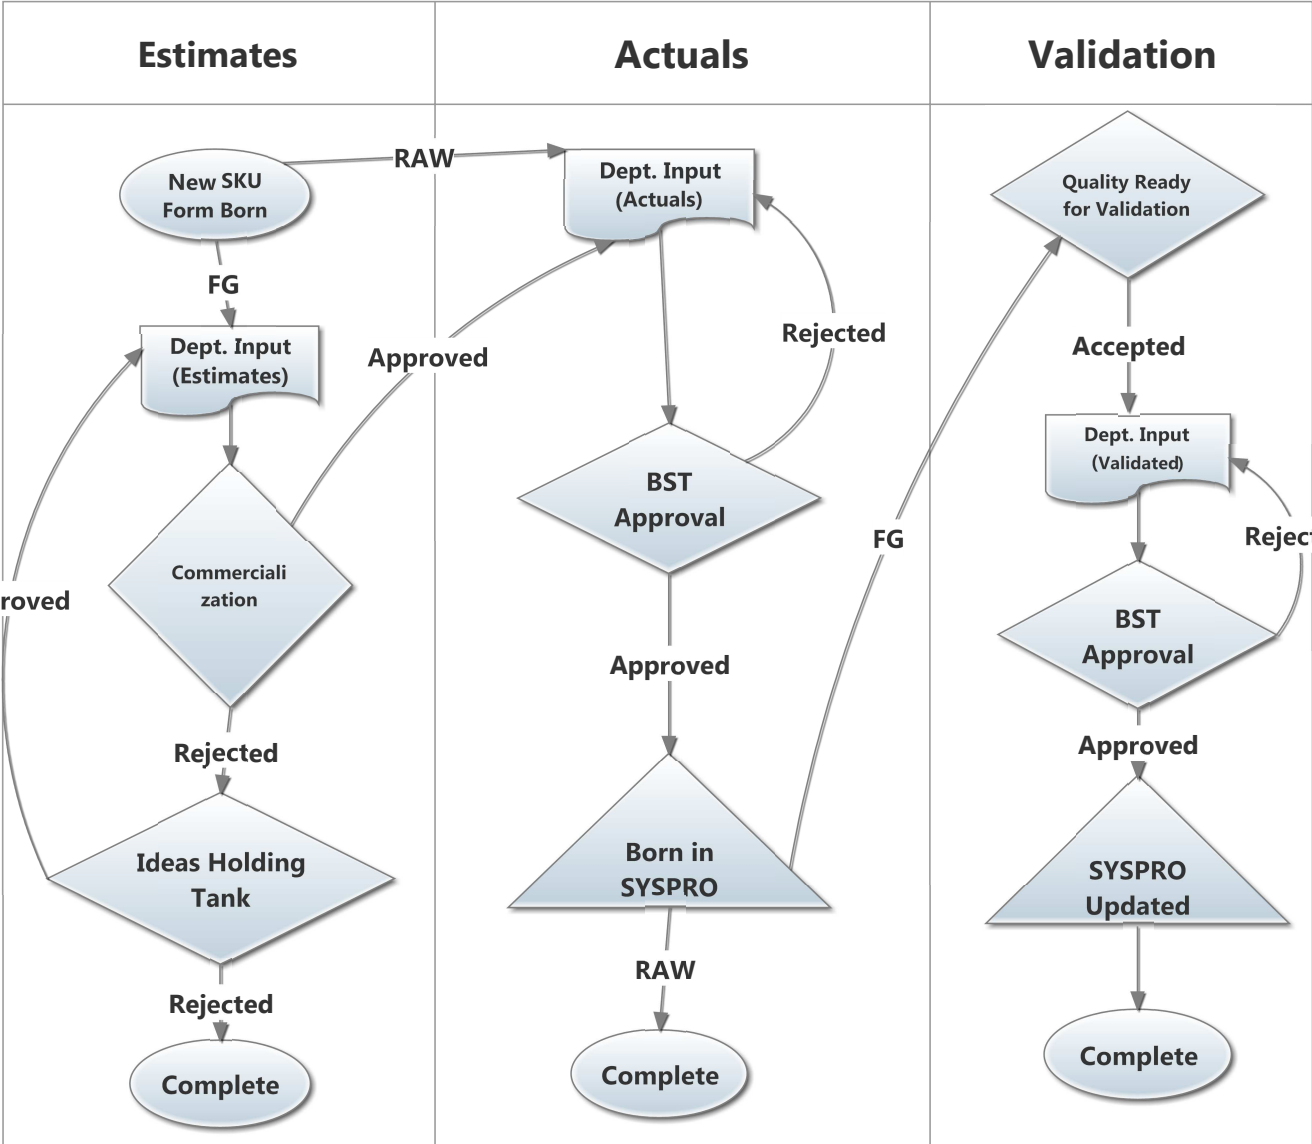 Estimates
Actuals
Validation
New SKU
Form Born
RAW
FG
Dept. Input
(Estimates)
Approved
Commerciali
zation
roved
Rejected
Ideas Holding
Tank
Rejected
Complete
Dept. Input
(Actuals)
Rejected
BST
Approval
Approved
Born in
SYSPRO
RAW
Complete
FG
Quality Ready
for Validation
Accepted
Dept. Input
(Validated)
Reject
BST
Approval
Approved
SYSPRO
Updated
Complete